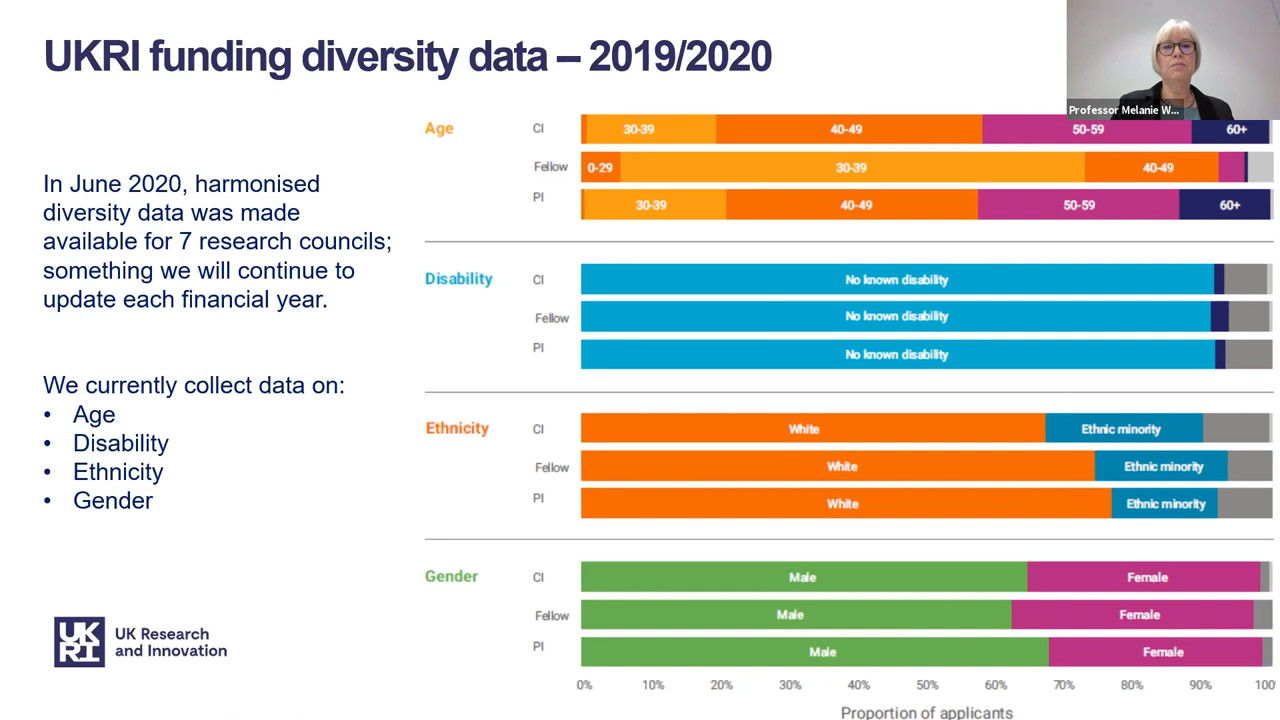 UKRI funding diversity data – 2019/2020
Professor Melanie W...
In June 2020, harmonised
diversity data was made
available for 7 research councils;
something we will continue to
update each financial year.
We currently collect data on:
• Age
• Disability
• Ethnicity
• Gender
UK
RI
UK Research
and Innovation
Age
CI 30-39 40-49 50-59 60+
Fellow 0-29 30-39 40-49
PI 30-39 40-49 50-59 60+
Disability
CI No known disability
Fellow No known disability
PI No known disability
Ethnicity
CI White Ethnic minority
Fellow White Ethnic minority
PI White Ethnic minority
Gender
CI Male Female
Fellow Male Female
PI Male Female
0% 10% 20% 30% 40% 50% 60% 70% 80% 90% 100
Proportion of applicants